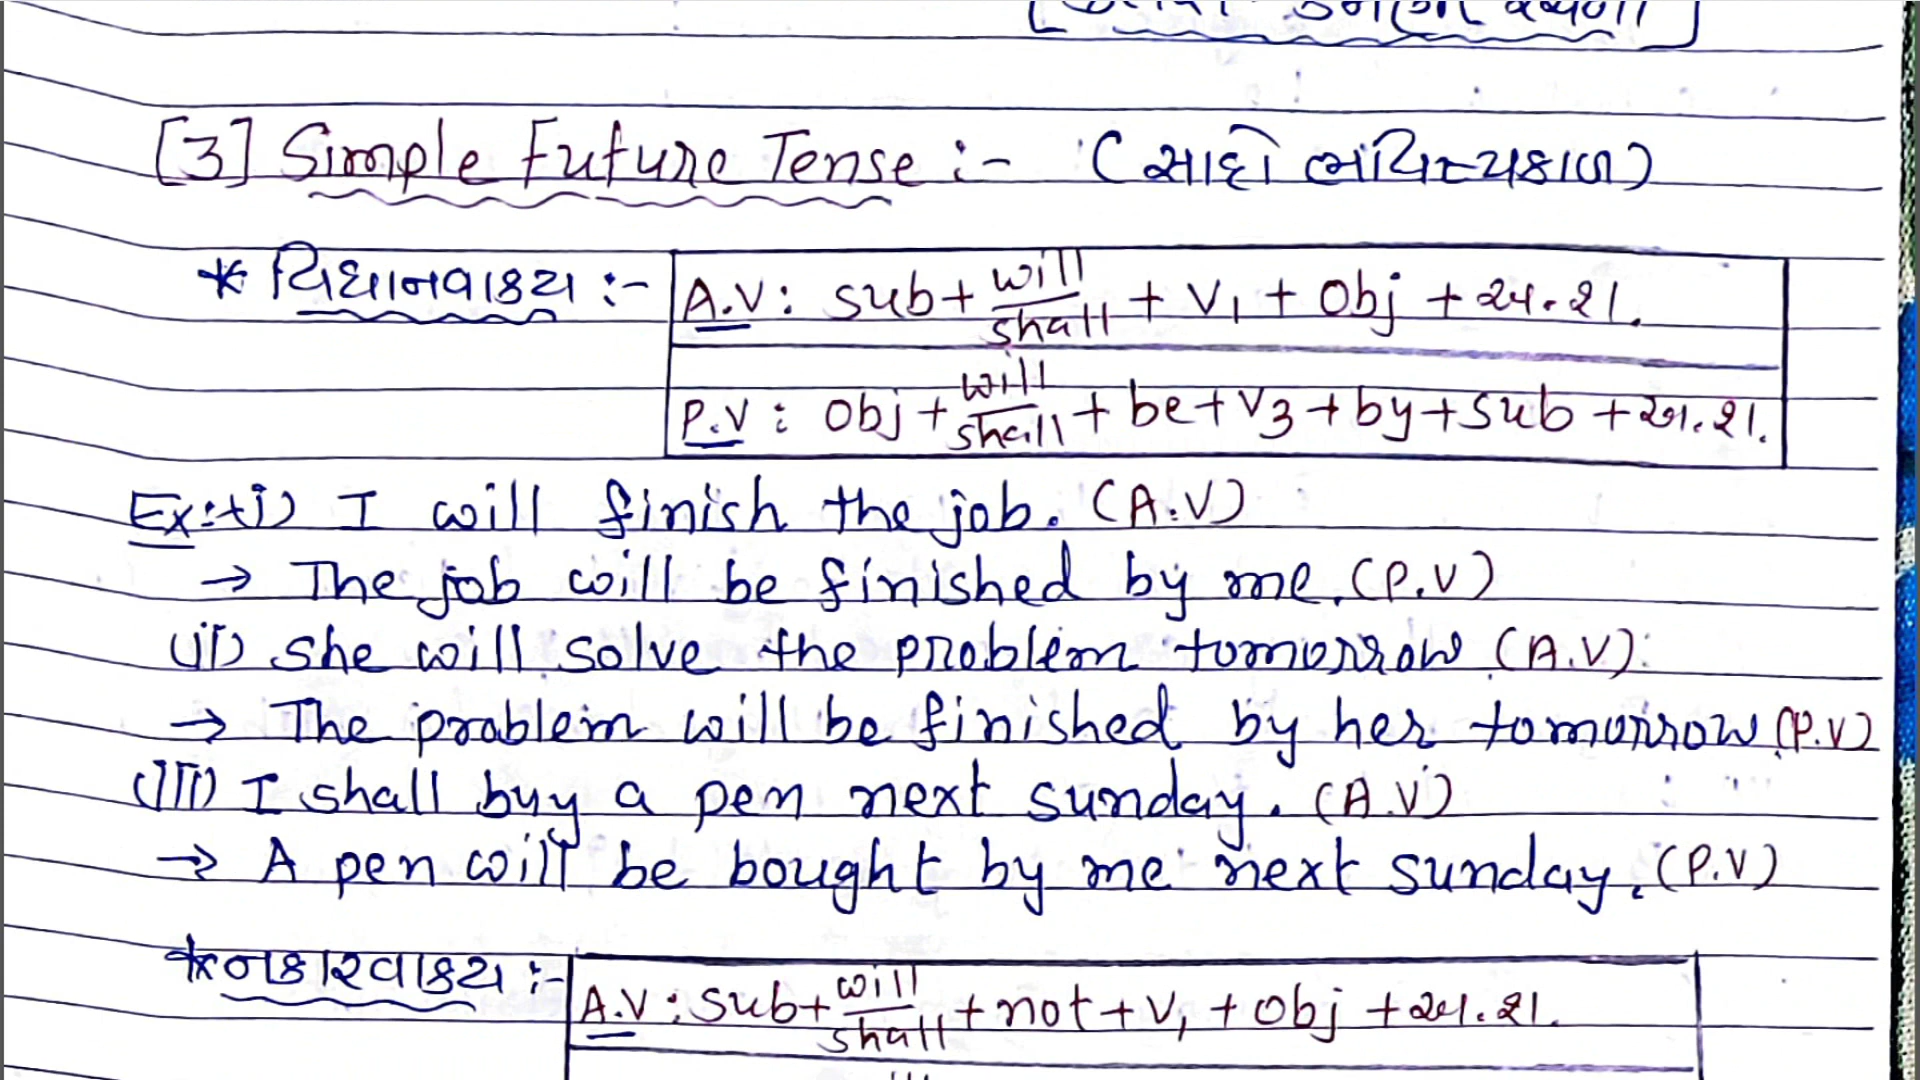 [3] Simple Future Tense :- (સાદો ભવિષ્યકાળ)
* વિધાનવાકય :-
A.V: sub + will/shall + V1 + Obj + અ.શ.
P.V: Obj + will/shall + be + V3 + by + sub + અ.શ.
Ex:+i) I will finish the job. (A.V)
→ The job will be finished by me. (P.V)
(ii) She will solve the problem tomorrow. (A.V).
→ The problem will be finished by her tomorrow. (P.V)
(III) I shall buy a pen next sunday. (A.V)
→ A pen will be bought by me next sunday. (P.V)
* નકારવાકય :-
A.V: sub + will/shall + not + V1 + Obj + અ.શ.